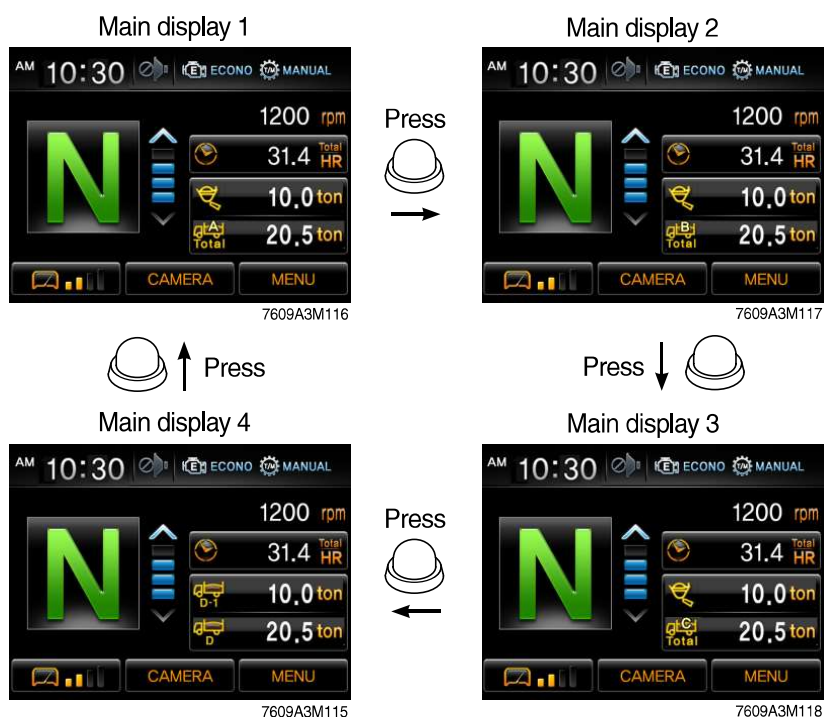 Main display 1
AM 10:30 E ECONO T/M MANUAL
N
1200 rpm
31.4 Total HR
10.0 ton
A Total 20.5 ton
CAMERA MENU
7609A3M116
Press
Main display 2
AM 10:30 E ECONO T/M MANUAL
N
1200 rpm
31.4 Total HR
10.0 ton
B Total 20.5 ton
CAMERA MENU
7609A3M117
Press
Main display 3
AM 10:30 E ECONO T/M MANUAL
N
1200 rpm
31.4 Total HR
10.0 ton
C Total 20.5 ton
CAMERA MENU
7609A3M118
Press
Main display 4
AM 10:30 E ECONO T/M MANUAL
N
1200 rpm
31.4 Total HR
D-1 10.0 ton
D 20.5 ton
CAMERA MENU
7609A3M115
Press